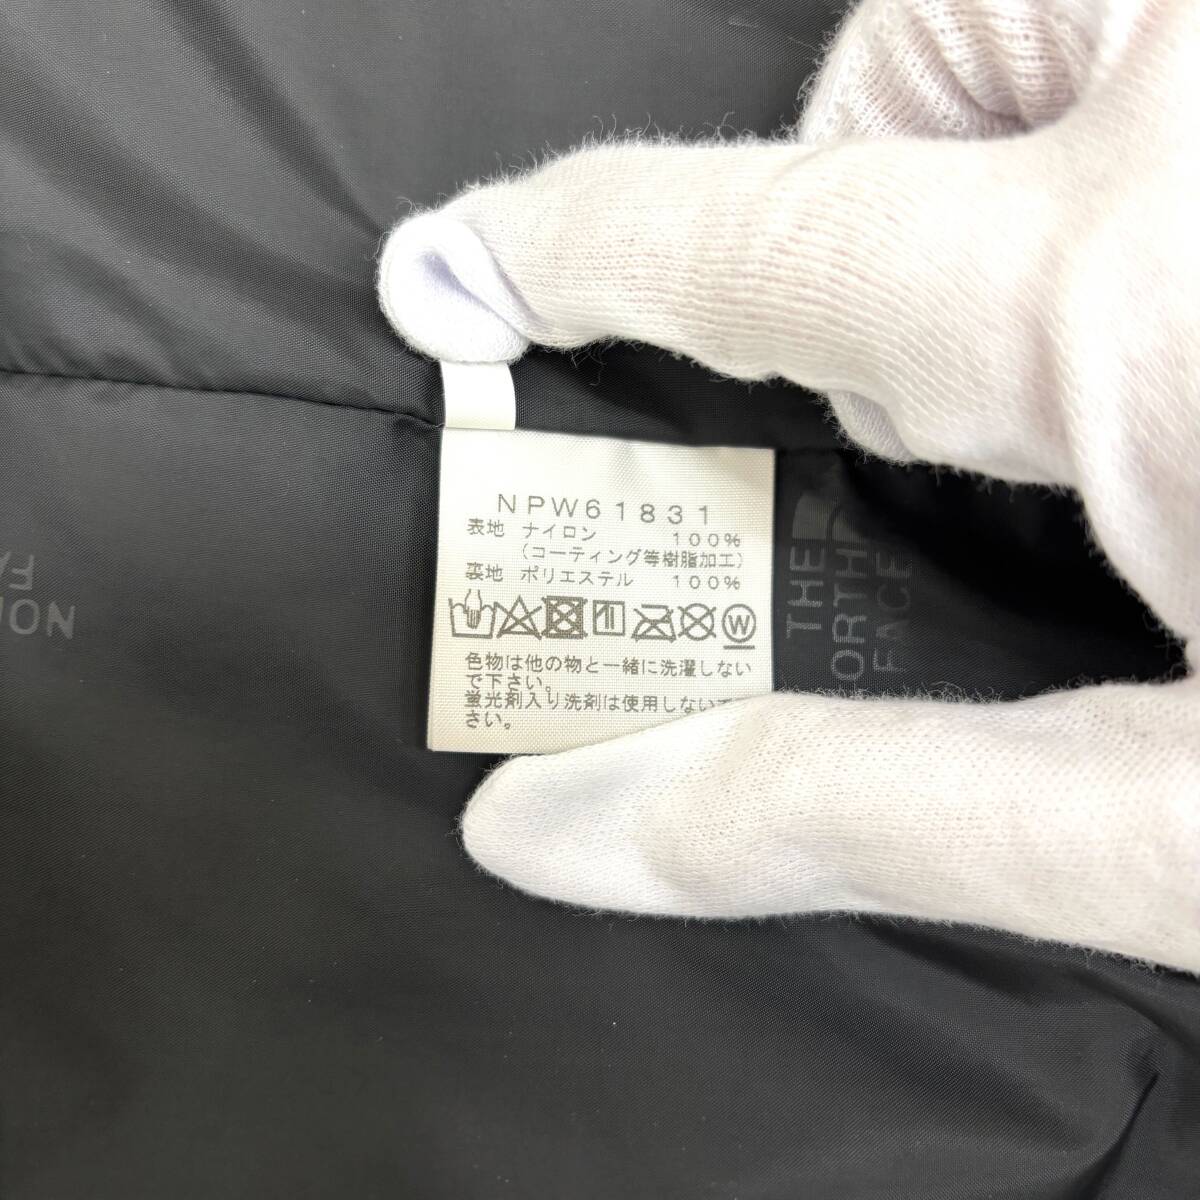 NPW61831
表地 ナイロン 100%
(コーティング等樹脂加工)
裏地 ポリエステル 100%
W
色物は他の物と一緒に洗濯しない
で下さい。
蛍光剤入り洗剤は使用しないで
さい。
THE
NORTH
FACE
NOR
FA